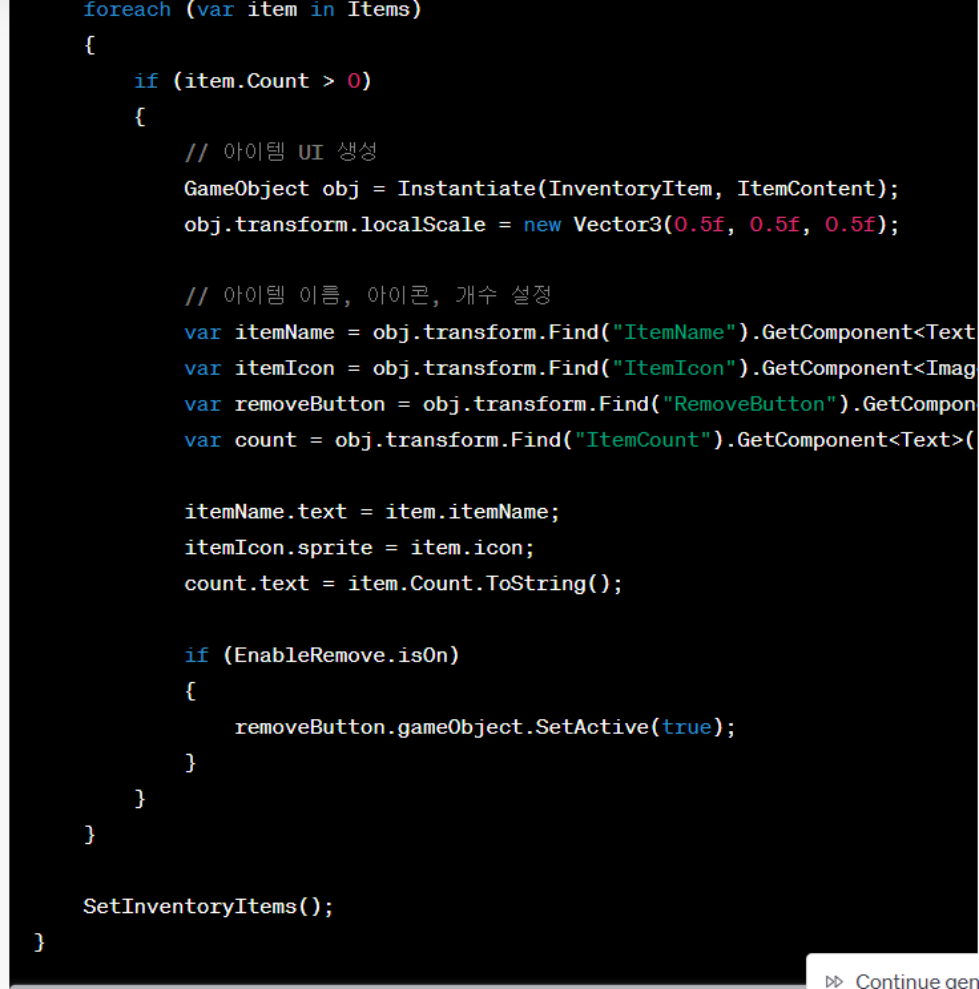 foreach (var item in Items)
{
if (item.Count > 0)
{
// 아이템 UI 생성
GameObject obj = Instantiate(InventoryItem, ItemContent);
obj.transform.localScale = new Vector3(0.5f, 0.5f, 0.5f);
// 아이템 이름, 아이콘, 개수 설정
var itemName = obj.transform.Find("ItemName").GetComponent<Text
var itemIcon = obj.transform.Find("ItemIcon").GetComponent<Imag
var removeButton = obj.transform.Find("RemoveButton").GetCompon
var count = obj.transform.Find("ItemCount").GetComponent<Text>(
itemName.text = item.itemName;
itemIcon.sprite = item.icon;
count.text = item.Count.ToString();
if (EnableRemove.isOn)
{
removeButton.gameObject.SetActive(true);
}
}
}
SetInventoryItems();
}
Continue gen